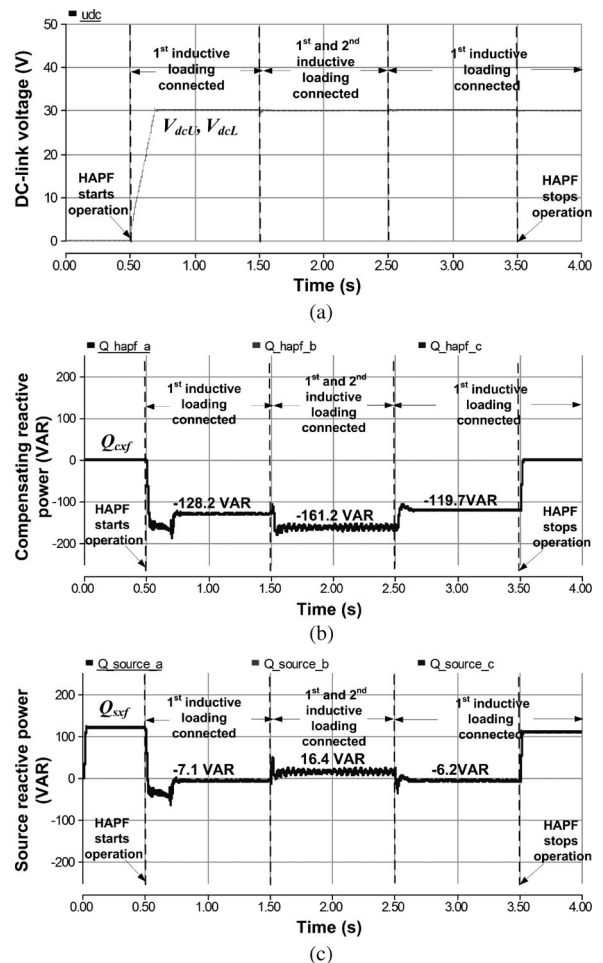 udc
50
40
30
20
10
0
DC-link voltage (V)
1st inductive
loading
connected
1st and 2nd
inductive
loading
connected
1st inductive
loading
connected
VdcU, VdcL
HAPF
starts
operation
HAPF
stops
operation
0.00 0.50 1.00 1.50 2.00 2.50 3.00 3.50 4.00
Time (s)
(a)
Q_hapf_a Q_hapf_b Q_hapf_c
200
100
0
-100
-200
Compensating reactive
power (VAR)
1st inductive
loading
connected
1st and 2nd
inductive
loading
connected
1st inductive
loading
connected
Qcxf
-128.2 VAR
-161.2 VAR
-119.7VAR
HAPF
starts
operation
HAPF
stops
operation
0.00 0.50 1.00 1.50 2.00 2.50 3.00 3.50 4.00
Time (s)
(b)
Q_source_a Q_source_b Q_source_c
200
100
0
-100
-200
Source reactive power
(VAR)
Qsxf
1st inductive
loading
connected
1st and 2nd
inductive
loading
connected
1st inductive
loading
connected
-7.1 VAR
16.4 VAR
-6.2VAR
HAPF
starts
operation
HAPF
stops
operation
0.00 0.50 1.00 1.50 2.00 2.50 3.00 3.50 4.00
Time (s)
(c)